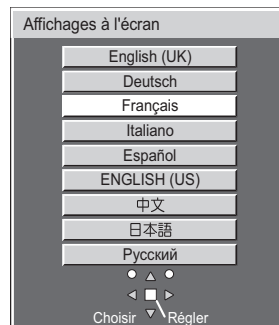 Affichages à l'écran
English (UK)
Deutsch
Français
Italiano
Español
ENGLISH (US)
中文
日本語
Русский
Choisir Régler